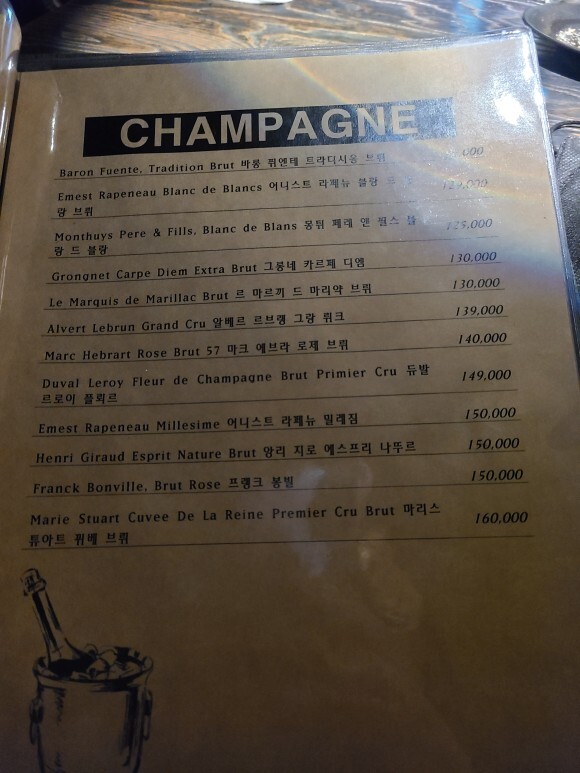 CHAMPAGNE
Baron Fuente, Tradition Brut 바롱 퓌엔테 트라디시옹 브뤼
Emest Rapeneau Blanc de Blancs 어니스트 라페뉴 블랑
랑 브뤼
Monthuys Pere & Fills, Blanc de Blans 몽튀 페레 앤 필스 블 125,000
랑 드 블랑
Grongnet Carpe Diem Extra Brut 그롱네 카르페 디엠 130,000
Le Marquis de Marillac Brut 르 마르끼 드 마리약 브뤼 130,000
Alvert Lebrun Grand Cru 알베르 르브랭 그랑 퀴크 139,000
Marc Hebrart Rose Brut 57 마크 에브라 로제 브뤼 140,000
Duval Leroy Fleur de Champagne Brut Primier Cru 듀발 149,000
르로이 플뢰르
Emest Rapeneau Millesime 어니스트 라페뉴 밀레짐 150,000
Henri Giraud Esprit Nature Brut 앙리 지로 에스프리 나뚜르 150,000
Franck Bonville, Brut Rose 프랭크 봉빌 150,000
Marie Stuart Cuvee De La Reine Premier Cru Brut 마리스 160,000
튜아트 뀌베 브뤼